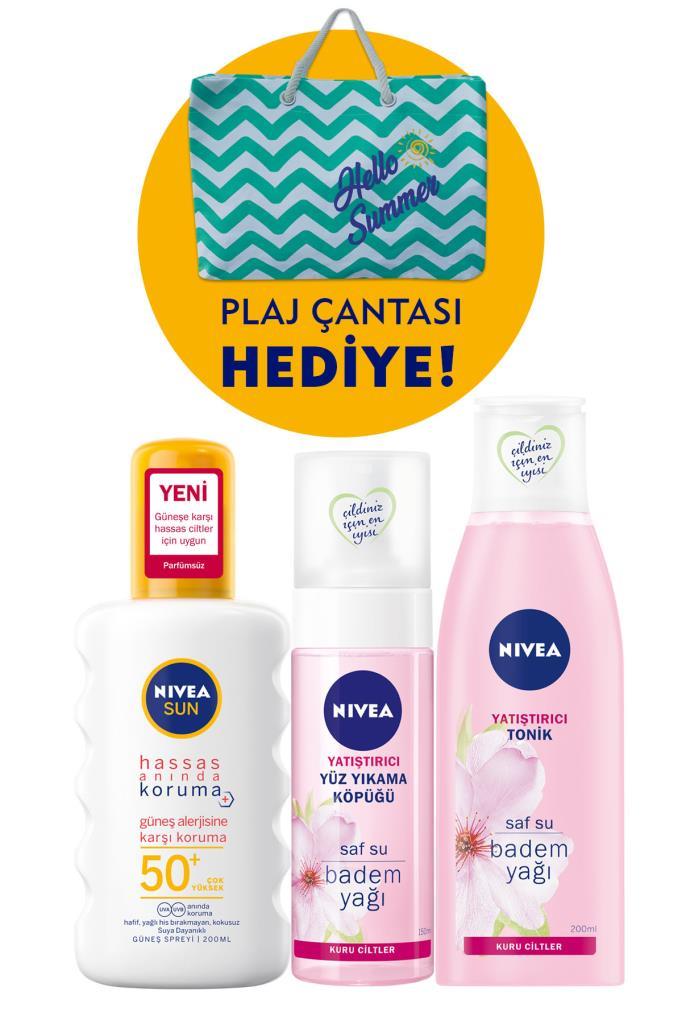 Hello
Summer
PLAJ ÇANTASI
HEDİYE!
YENİ
Güneşe karşı
hassas ciltler
için uygun
Parfümsüz
NIVEA
SUN
hassas
anında
koruma+
güneş alerjisine
karşı koruma
50+
ÇOK
YÜKSEK
UVA UVB anında
koruma
hafif, yağlı his bırakmayan, kokusuz
Suya Dayanıklı
GÜNEŞ SPREYİ | 200ML
cildiniz
için en
iyisi
NIVEA
YATIŞTIRICI
YÜZ YIKAMA
KÖPÜĞÜ
saf su
badem
yağı
150ml
KURU CİLTLER
cildiniz
için en
iyisi
NIVEA
YATIŞTIRICI
TONİK
saf su
badem
yağı
200ml
KURU CİLTLER